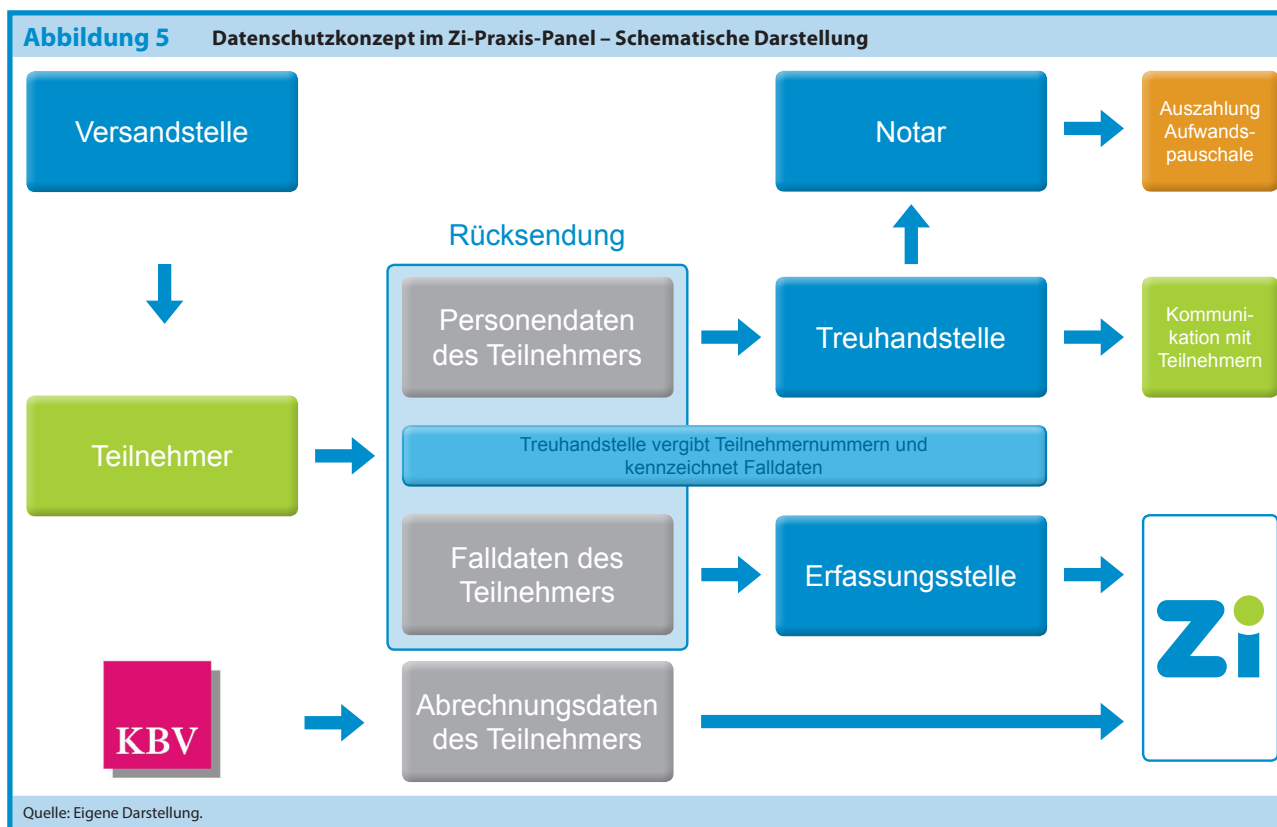 Abbildung 5 Datenschutzkonzept im Zi-Praxis-Panel – Schematische Darstellung
Versandstelle
Notar
Auszahlung
Aufwands-
pauschale
Rücksendung
Personendaten
des Teilnehmers
Treuhandstelle
Kommuni-
kation mit
Teilnehmern
Teilnehmer
Treuhandstelle vergibt Teilnehmernummern und
kennzeichnet Falldaten
Falldaten des
Teilnehmers
Erfassungsstelle
Zi
KBV
Abrechnungsdaten
des Teilnehmers
Quelle: Eigene Darstellung.